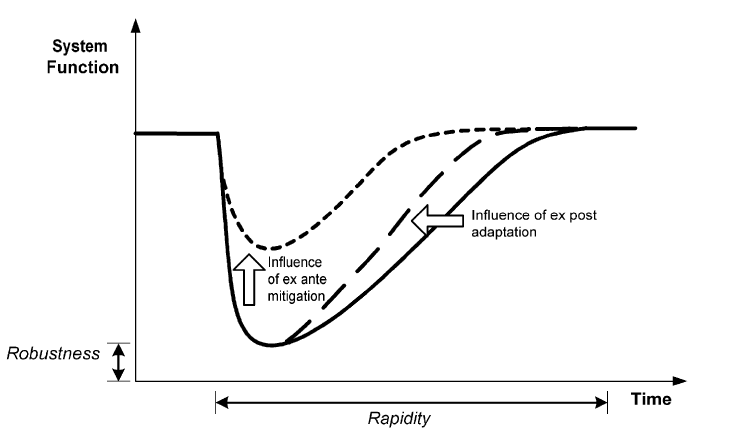 System
Function
Influence of ex post
adaptation
Influence
of ex ante
mitigation
Robustness
Time
Rapidity